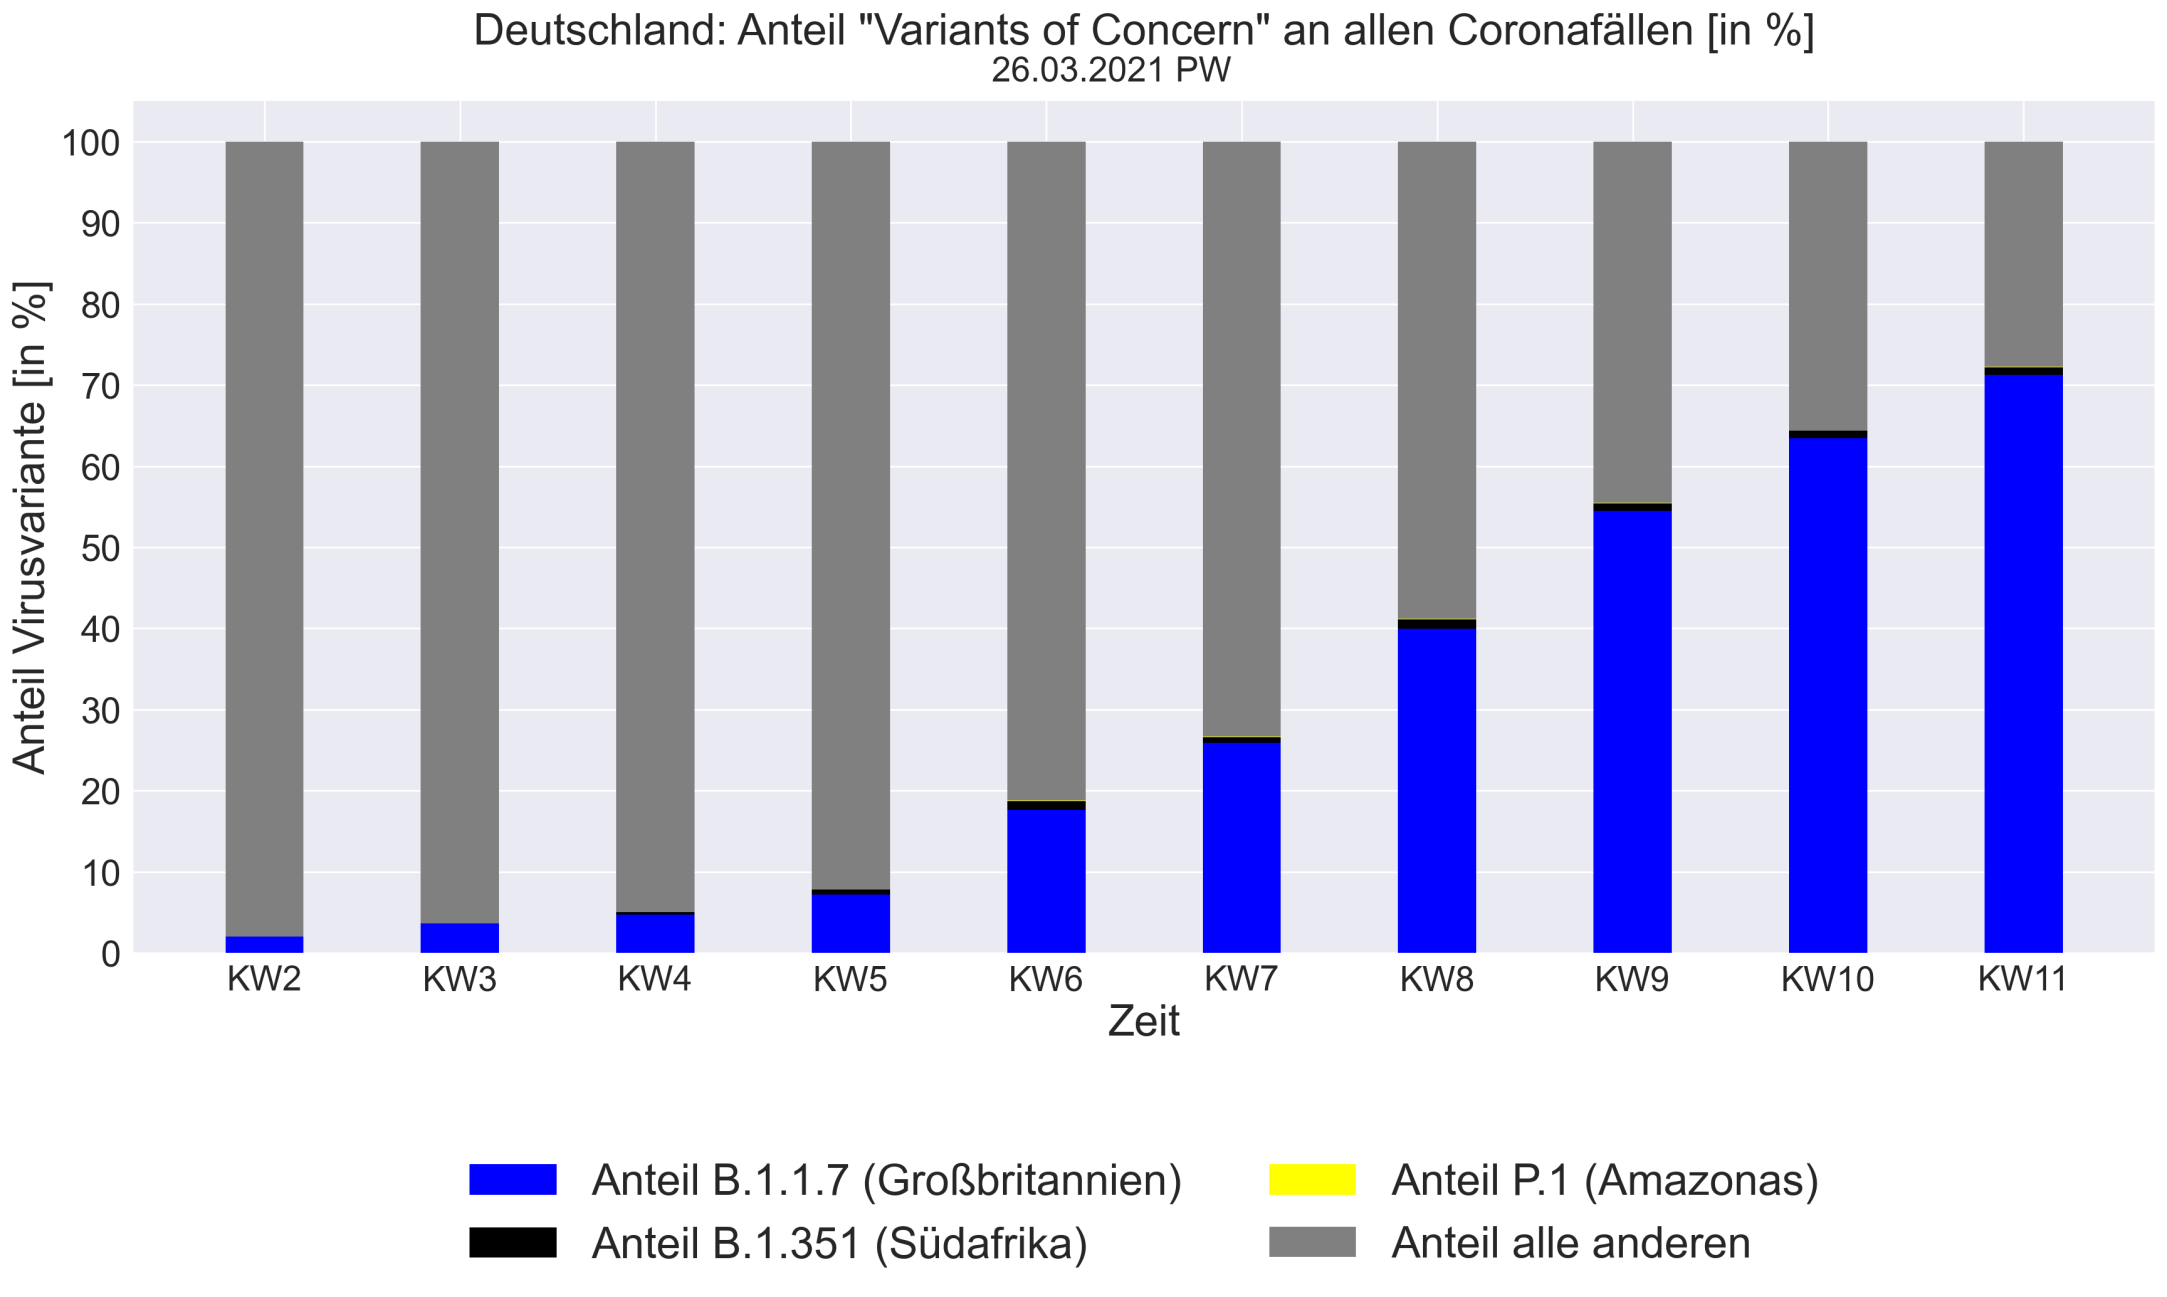 Deutschland: Anteil "Variants of Concern" an allen Coronafällen [in %]
26.03.2021 PW
Anteil Virusvariante [in %]
100
90
80
70
60
50
40
30
20
10
0
KW2 KW3 KW4 KW5 KW6 KW7 KW8 KW9 KW10 KW11
Zeit
Anteil B.1.1.7 (Großbritannien)
Anteil B.1.351 (Südafrika)
Anteil P.1 (Amazonas)
Anteil alle anderen